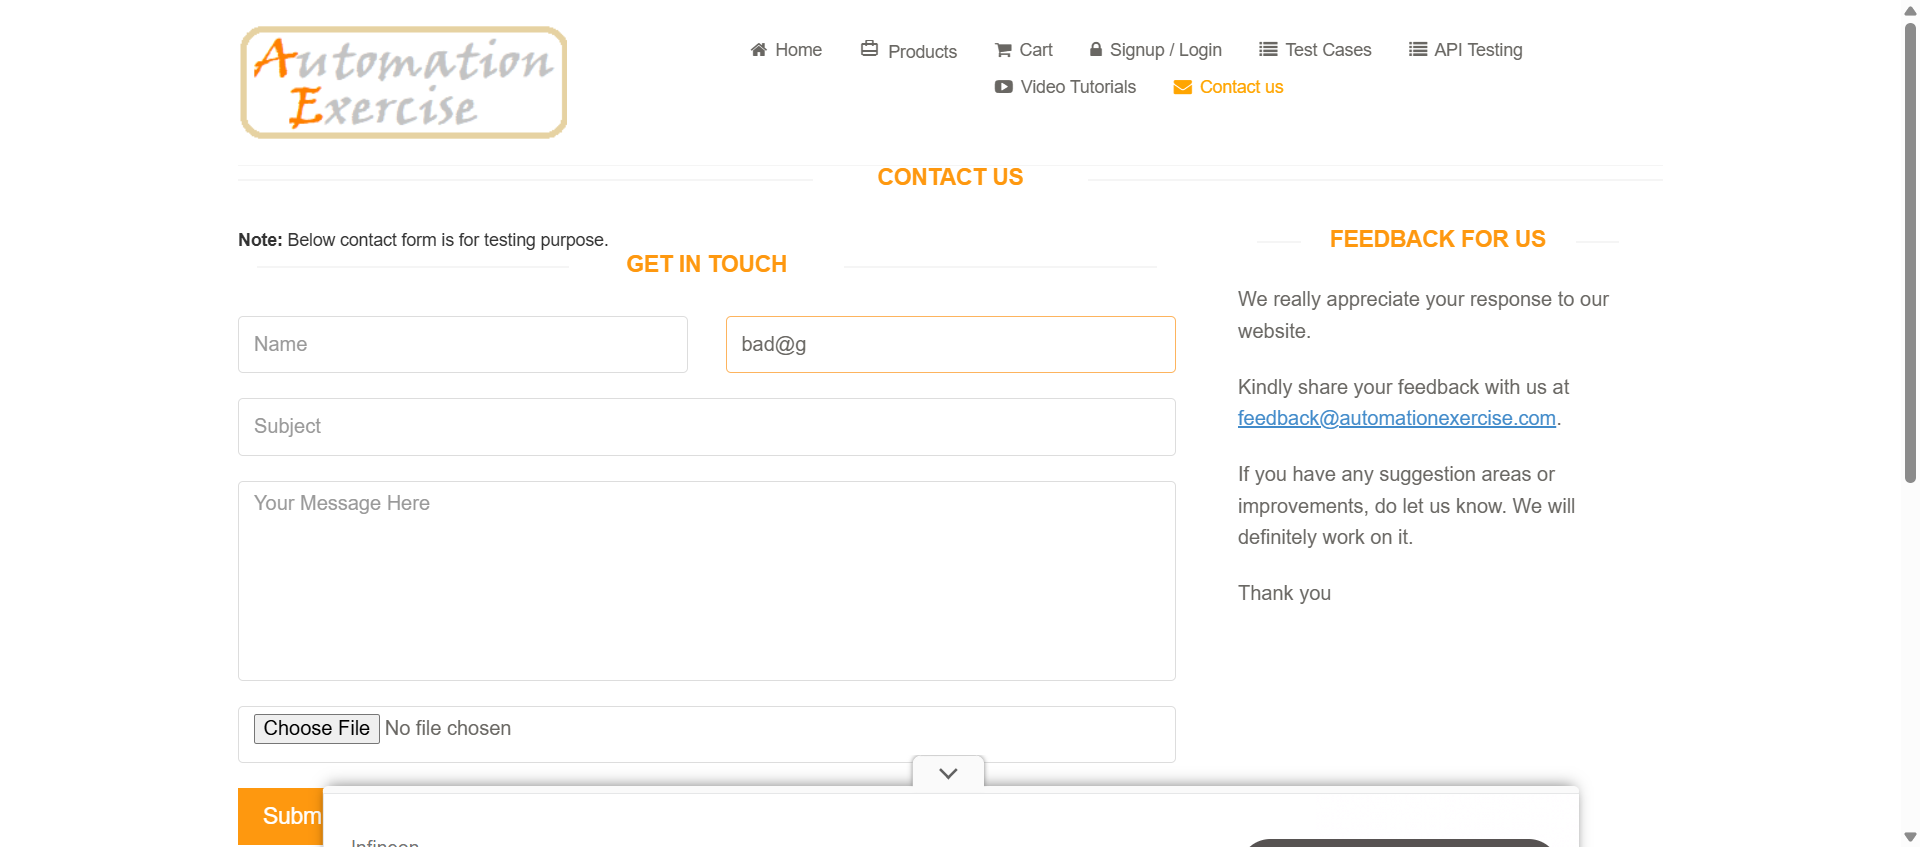 Automation
Exercise
Home
Products
Cart
Signup / Login
Test Cases
API Testing
Video Tutorials
Contact us
CONTACT US
Note: Below contact form is for testing purpose.
GET IN TOUCH
Name
bad@g
Subject
Your Message Here
Choose File No file chosen
Subm
FEEDBACK FOR US
We really appreciate your response to our
website.
Kindly share your feedback with us at
feedback@automationexercise.com.
If you have any suggestion areas or
improvements, do let us know. We will
definitely work on it.
Thank you
Infineon